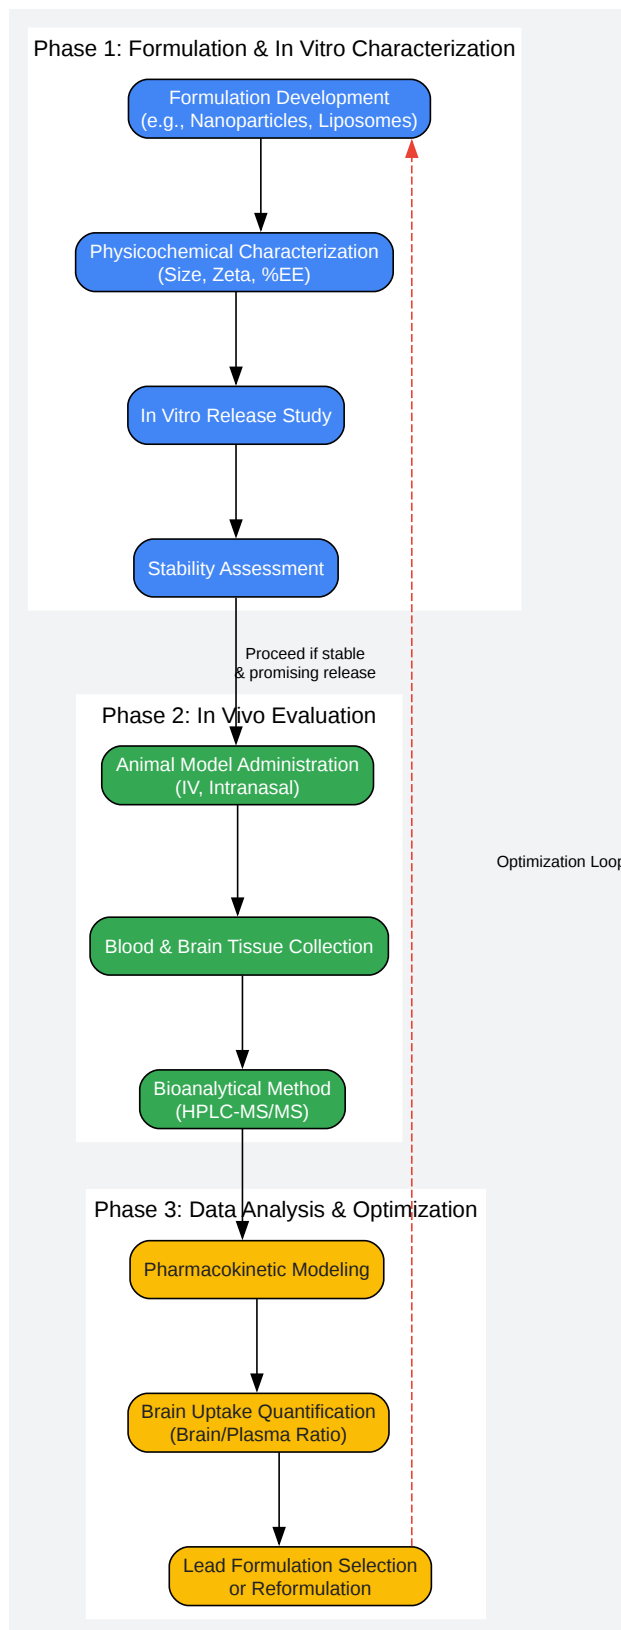 Phase 1: Formulation & In Vitro Characterization
Formulation Development
(e.g., Nanoparticles, Liposomes)
Physicochemical Characterization
(Size, Zeta, %EE)
In Vitro Release Study
Stability Assessment
Proceed if stable
& promising release
Phase 2: In Vivo Evaluation
Animal Model Administration
(IV, Intranasal)
Optimization Loop
Blood & Brain Tissue Collection
Bioanalytical Method
(HPLC-MS/MS)
Phase 3: Data Analysis & Optimization
Pharmacokinetic Modeling
Brain Uptake Quantification
(Brain/Plasma Ratio)
Lead Formulation Selection
or Reformulation